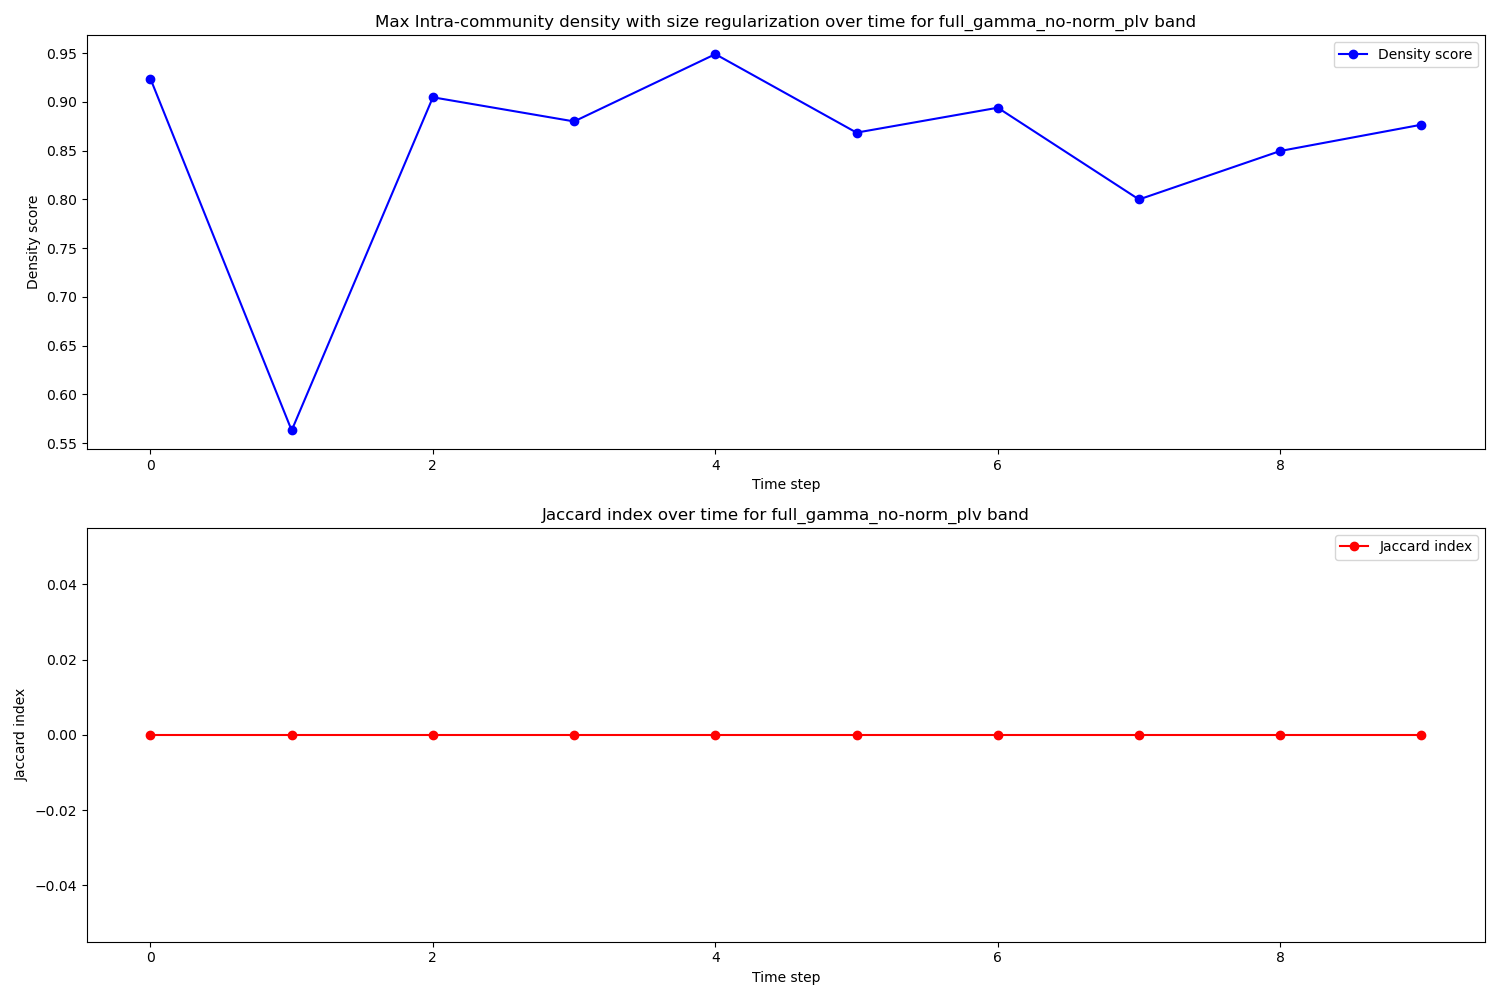 Max Intra-community density with size regularization over time for full_gamma_no-norm_plv band
Density score
0.95
0.90
0.85
0.80
0.75
0.70
0.65
0.60
0.55
Density score
0 2 4 6 8
Time step
Jaccard index over time for full_gamma_no-norm_plv band
Jaccard index
0.04
0.02
0.00
−0.02
−0.04
Jaccard index
0 2 4 6 8
Time step